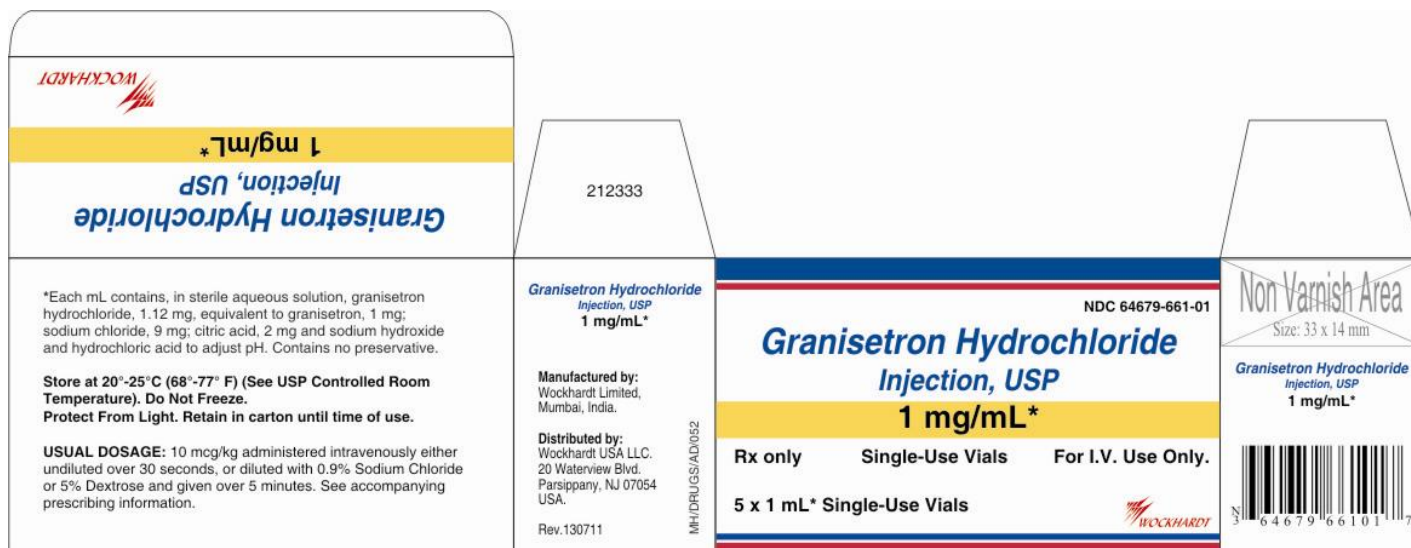 WOCKHARDT
1 mg/mL*
Injection, USP
Granisetron Hydrochloride
*Each mL contains, in sterile aqueous solution, granisetron
hydrochloride, 1.12 mg, equivalent to granisetron, 1 mg;
sodium chloride, 9 mg; citric acid, 2 mg and sodium hydroxide
and hydrochloric acid to adjust pH. Contains no preservative.
Store at 20°-25°C (68°-77° F) (See USP Controlled Room
Temperature). Do Not Freeze.
Protect From Light. Retain in carton until time of use.
USUAL DOSAGE: 10 mcg/kg administered intravenously either
undiluted over 30 seconds, or diluted with 0.9% Sodium Chloride
or 5% Dextrose and given over 5 minutes. See accompanying
prescribing information.
212333
Granisetron Hydrochloride
Injection, USP
1 mg/mL*
Manufactured by:
Wockhardt Limited,
Mumbai, India.
Distributed by:
Wockhardt USA LLC.
20 Waterview Blvd.
Parsippany, NJ 07054
USA.
Rev.130711
MH/DRUGS/AD/052
NDC 64679-661-01
Granisetron Hydrochloride
Injection, USP
1 mg/mL*
Rx only Single-Use Vials For I.V. Use Only.
5 x 1 mL* Single-Use Vials
WOCKHARDT
Non Varnish Area
Size: 33 x 14 mm
Granisetron Hydrochloride
Injection, USP
1 mg/mL*
N
3 64679 66101 7